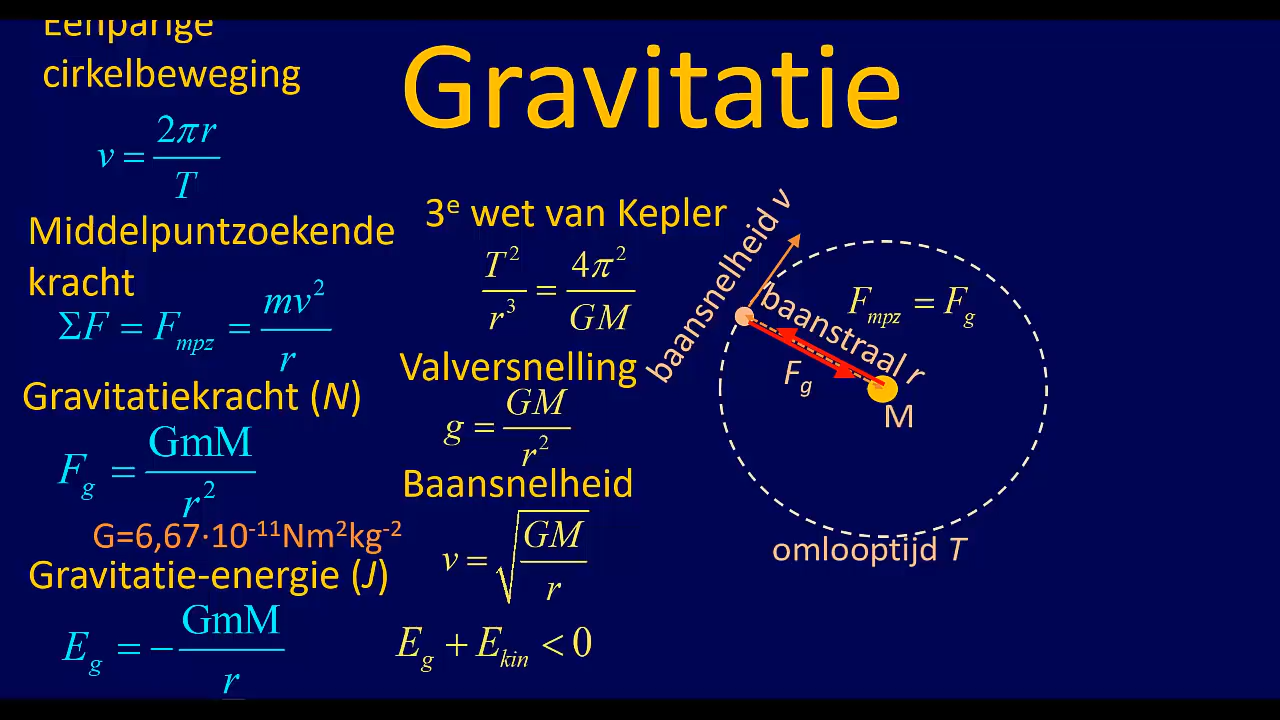 Eenparige
cirkelbeweging
v = 2πr / T
Middelpuntzoekende
kracht
ΣF = F_mpz = mv² / r
Gravitatiekracht (N)
F_g = GmM / r²
G=6,67·10⁻¹¹Nm²kg⁻²
Gravitatie-energie (J)
E_g = − GmM / r
Gravitatie
3ᵉ wet van Kepler
T² / r³ = 4π² / GM
Valversnelling
g = GM / r²
Baansnelheid
v = √(GM / r)
E_g + E_kin < 0
baansnelheid v
baanstraal r
F_mpz = F_g
F_g
M
omlooptijd T